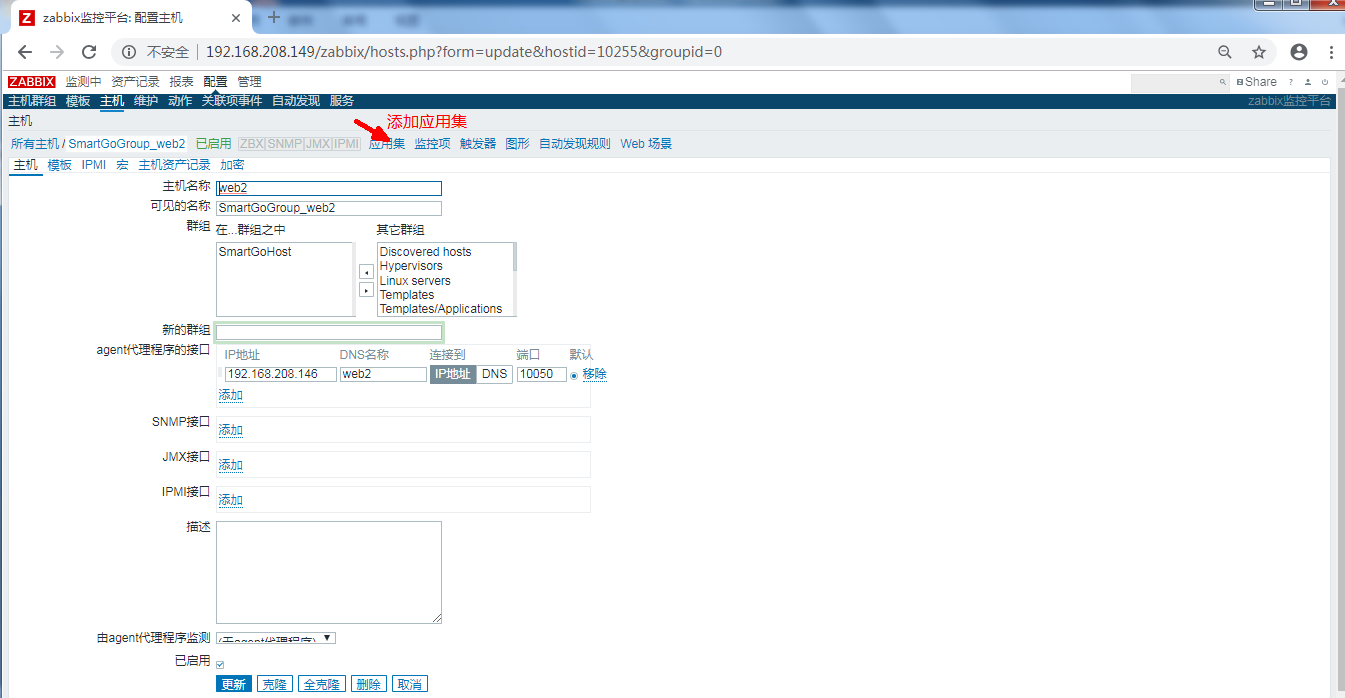 zabbix监控平台: 配置主机
不安全 192.168.208.149/zabbix/hosts.php?form=update&hostid=10255&groupid=0
ZABBIX 监测中 资产记录 报表 配置 管理 Share ?
主机群组 模板 主机 维护 动作 关联项事件 自动发现 服务 zabbix监控平台
主机 添加应用集
所有主机 / SmartGoGroup_web2 已启用 ZBX|SNMP|JMX|IPMI 应用集 监控项 触发器 图形 自动发现规则 Web 场景
主机 模板 IPMI 宏 主机资产记录 加密
主机名称 web2
可见的名称 SmartGoGroup_web2
群组 在...群组之中 其它群组
SmartGoHost Discovered hosts
Hypervisors
Linux servers
Templates
Templates/Applications
新的群组
agent代理程序的接口 IP地址 DNS名称 连接到 端口 默认
192.168.208.146 web2 IP地址 DNS 10050 移除
添加
SNMP接口 添加
JMX接口 添加
IPMI接口 添加
描述
由agent代理程序监测 (无agent代理程序)
已启用
更新 克隆 全克隆 删除 取消